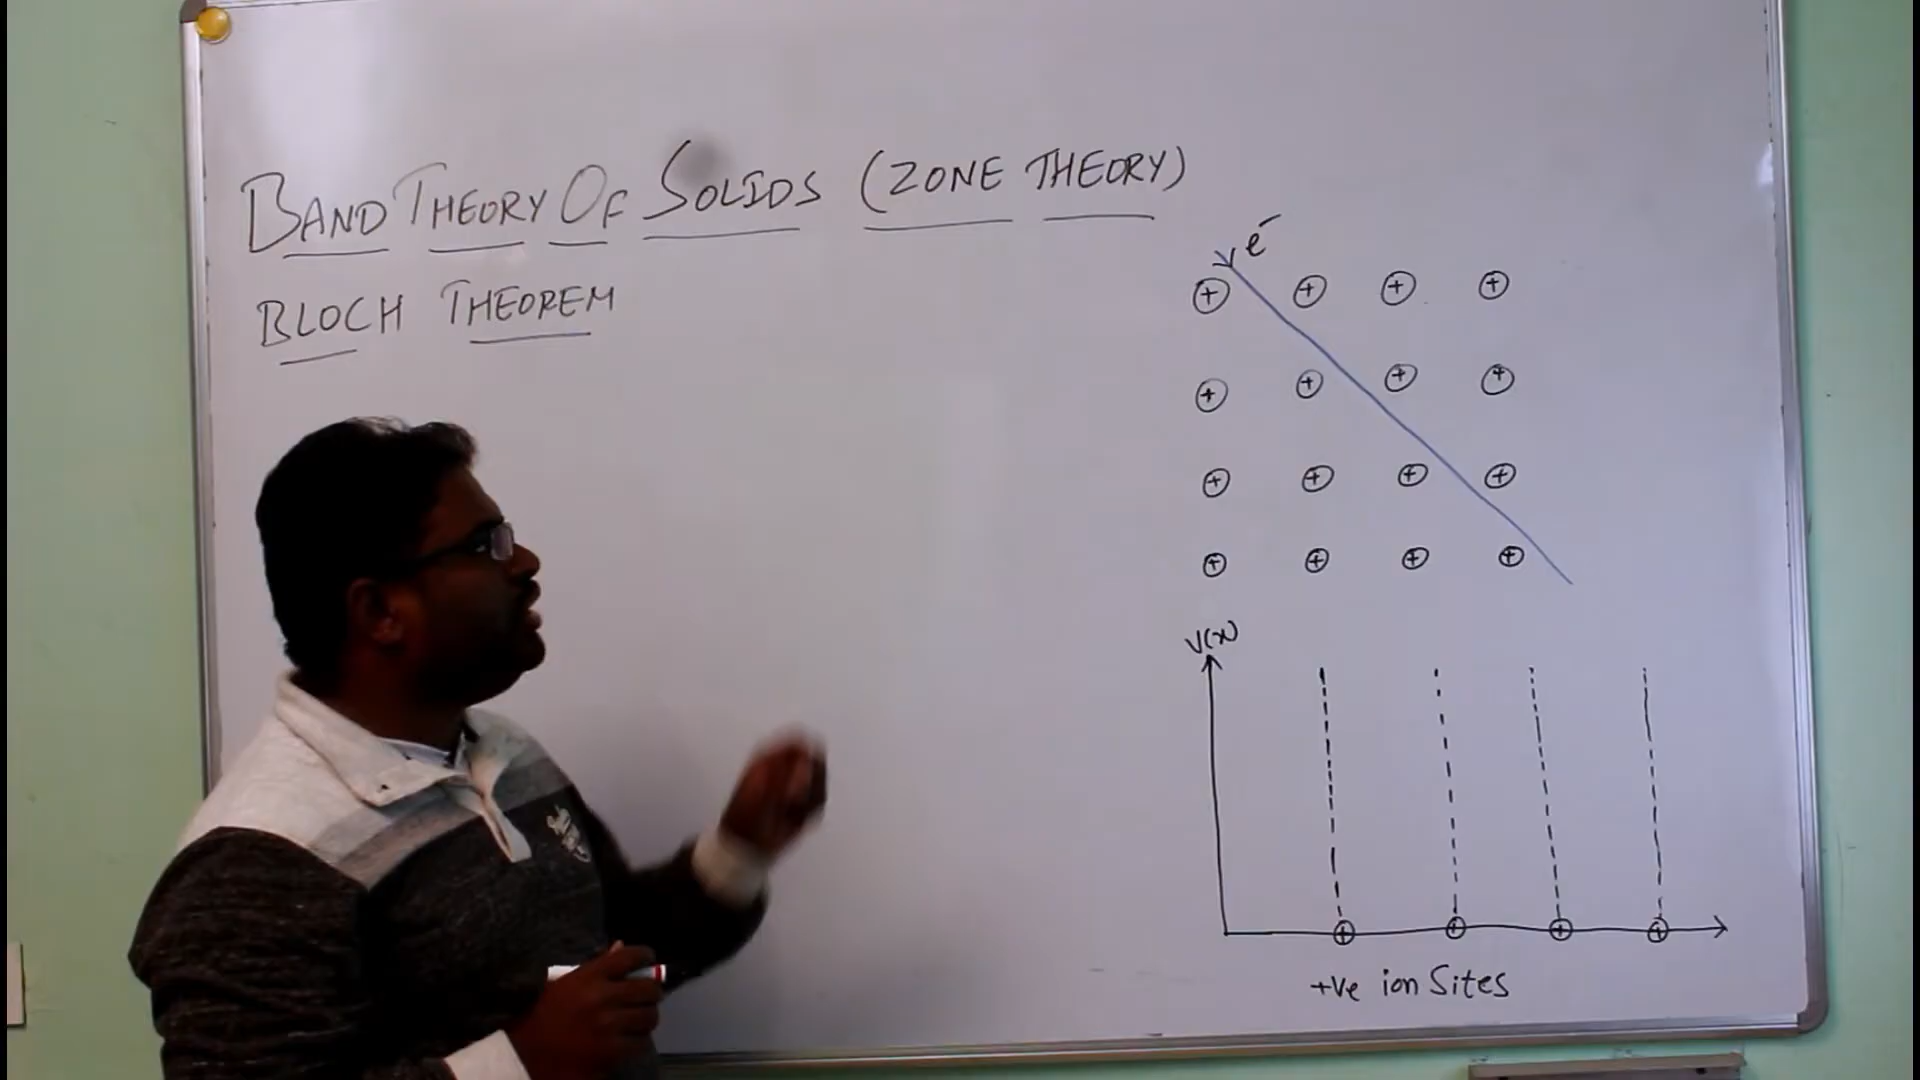 BAND THEORY OF SOLIDS (ZONE THEORY)
BLOCH THEOREM
e⁻
+ + + +
+ + + +
+ + + +
+ + + +
V(x)
+ + + +
+ve ion Sites